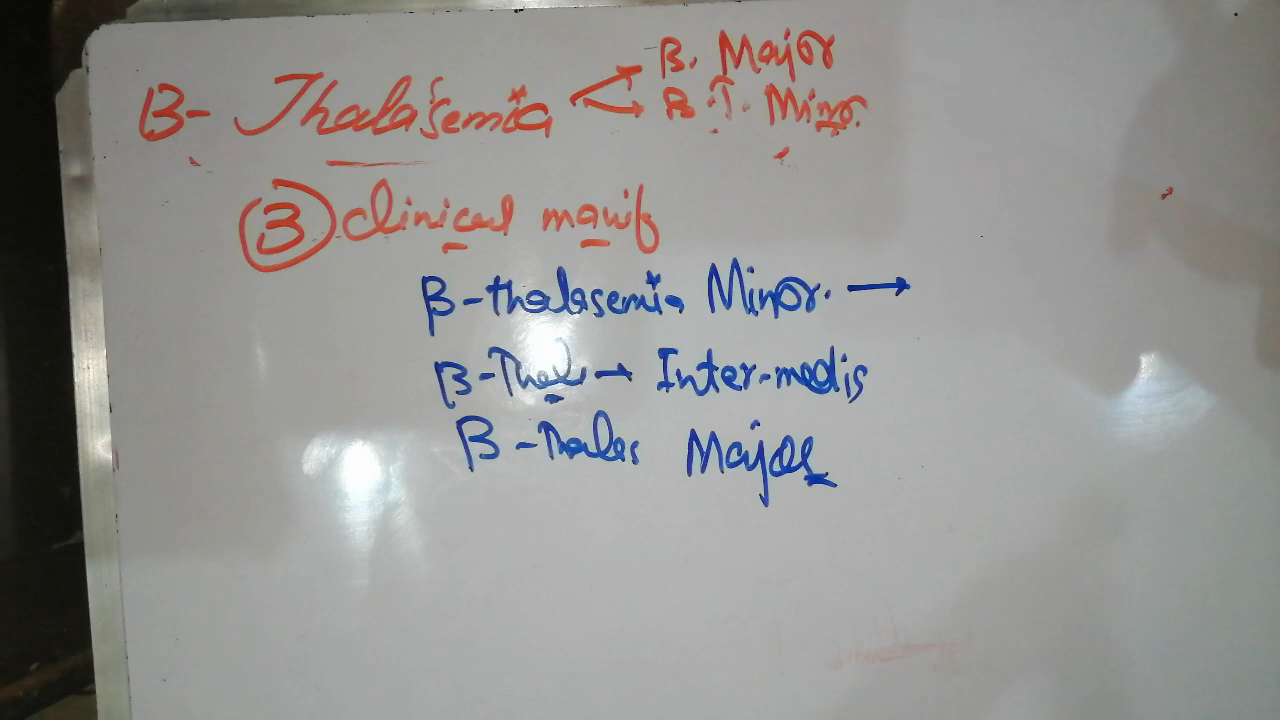 B- Thalasemia
B. Major
B.T. Minor.
③ clinical manif
β-thalasemia Minor. →
β-Thal → Inter-medis
β-Thales Major